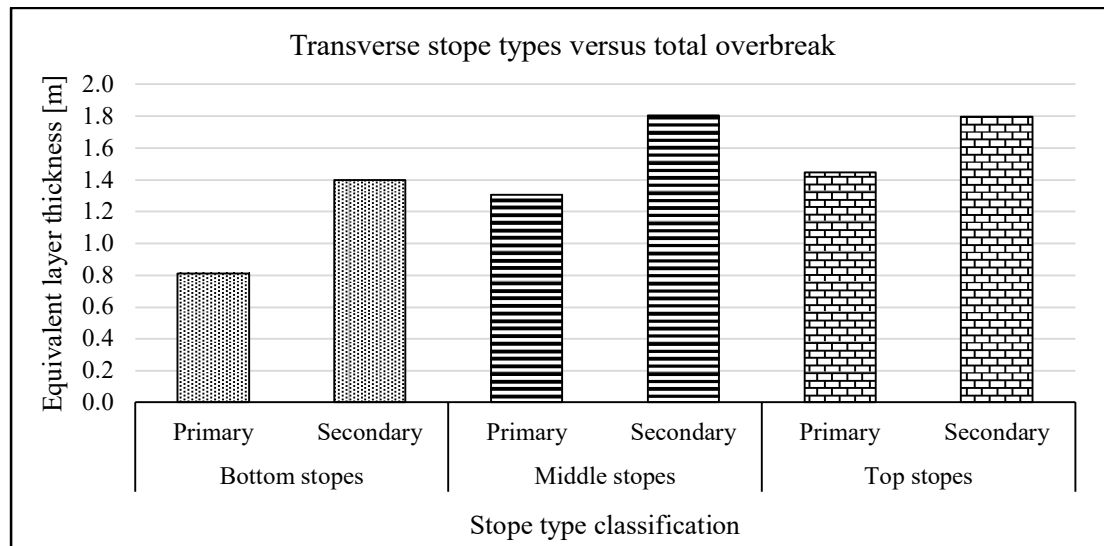 Transverse stope types versus total overbreak
Equivalent layer thickness [m]
2.0
1.8
1.6
1.4
1.2
1.0
0.8
0.6
0.4
0.2
0.0
Primary Secondary Primary Secondary Primary Secondary
Bottom stopes Middle stopes Top stopes
Stope type classification